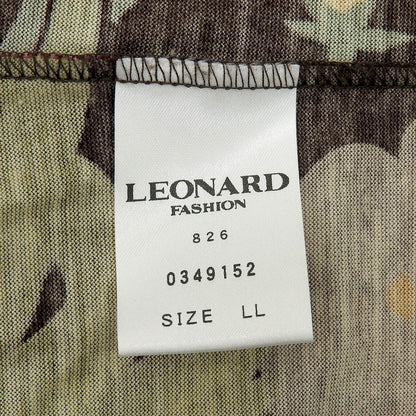 LEONARD
FASHION
826
0349152
SIZE LL